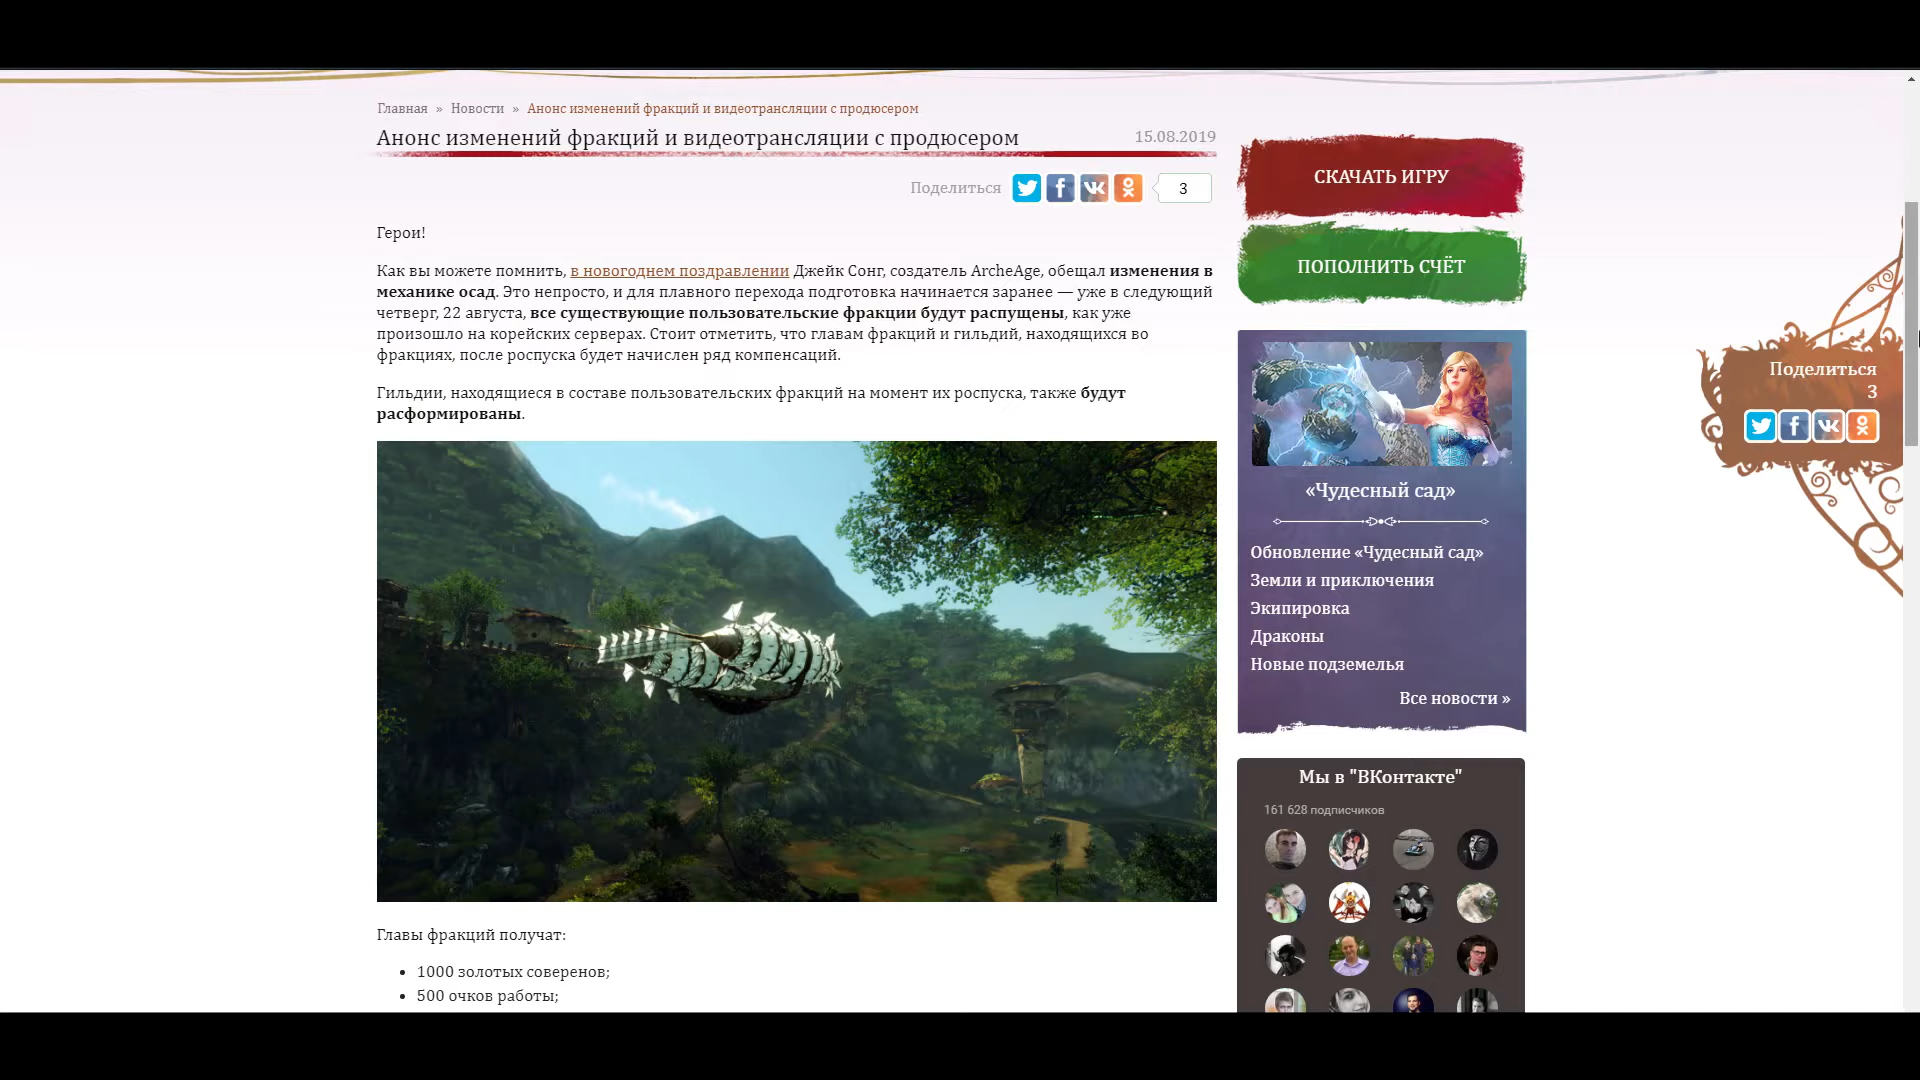 Главная » Новости » Анонс изменений фракций и видеотрансляции с продюсером
Анонс изменений фракций и видеотрансляции с продюсером
15.08.2019
Поделиться
3
Герои!
Как вы можете помнить, в новогоднем поздравлении Джейк Сонг, создатель ArcheAge, обещал изменения в
механике осад. Это непросто, и для плавного перехода подготовка начинается заранее — уже в следующий
четверг, 22 августа, все существующие пользовательские фракции будут распущены, как уже
произошло на корейских серверах. Стоит отметить, что главам фракций и гильдий, находящихся во
фракциях, после роспуска будет начислен ряд компенсаций.
Гильдии, находящиеся в составе пользовательских фракций на момент их роспуска, также будут
расформированы.
Главы фракций получат:
• 1000 золотых соверенов;
• 500 очков работы;
СКАЧАТЬ ИГРУ
ПОПОЛНИТЬ СЧЁТ
«Чудесный сад»
Обновление «Чудесный сад»
Земли и приключения
Экипировка
Драконы
Новые подземелья
Все новости »
Мы в "ВКонтакте"
161 628 подписчиков
Поделиться
3